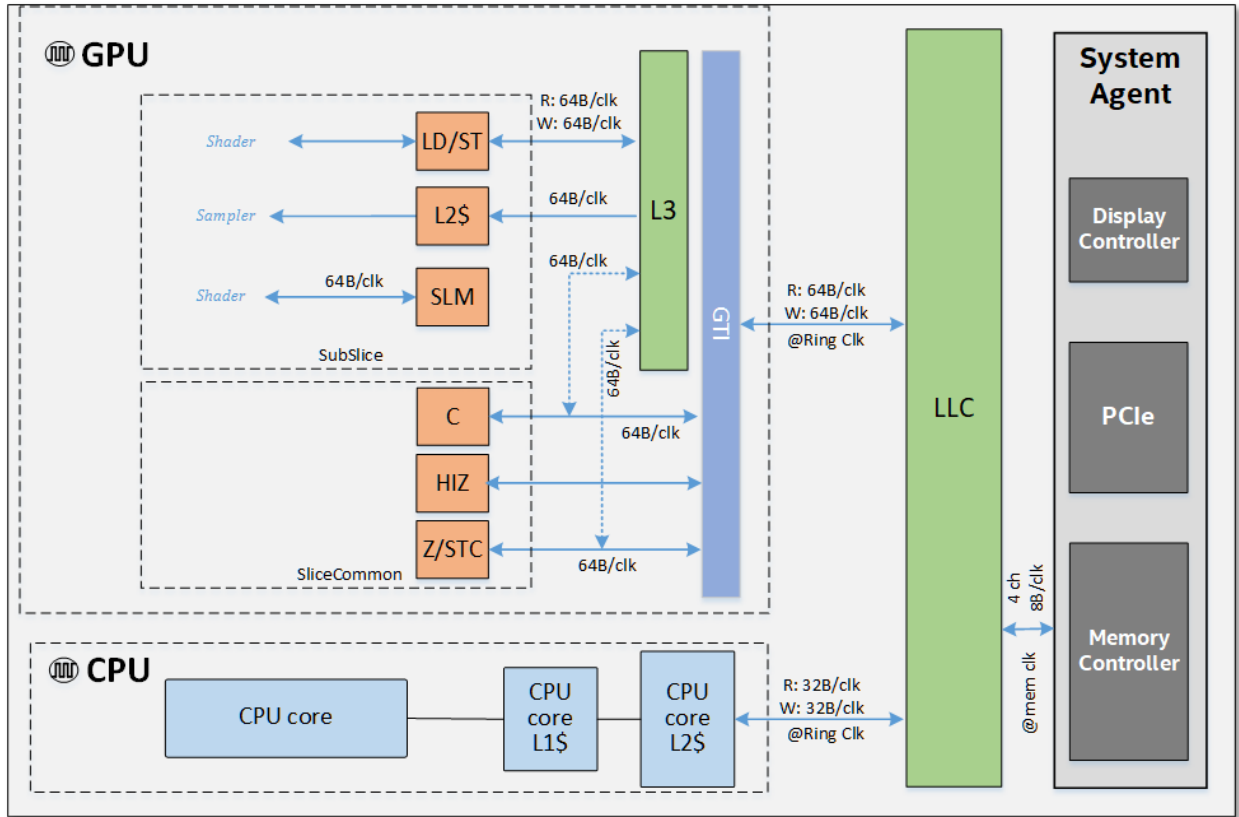 GPU
R: 64B/clk
W: 64B/clk
Shader
LD/ST
Sampler
L2$
64B/clk
Shader
64B/clk
SLM
SubSlice
64B/clk
64B/clk
L3
GTI
C
64B/clk
HIZ
Z/STC
64B/clk
SliceCommon
R: 64B/clk
W: 64B/clk
@Ring Clk
LLC
System
Agent
Display
Controller
PCIe
Memory
Controller
4 ch
8B/clk
@mem clk
CPU
CPU core
CPU
core
L1$
CPU
core
L2$
R: 32B/clk
W: 32B/clk
@Ring Clk